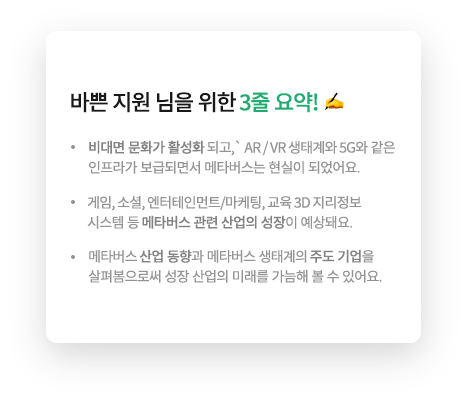 바쁜 지원 님을 위한 3줄 요약! ✍️
• 비대면 문화가 활성화 되고,` AR / VR 생태계와 5G와 같은
인프라가 보급되면서 메타버스는 현실이 되었어요.
• 게임, 소셜, 엔터테인먼트/마케팅, 교육 3D 지리정보
시스템 등 메타버스 관련 산업의 성장이 예상돼요.
• 메타버스 산업 동향과 메타버스 생태계의 주도 기업을
살펴봄으로써 성장 산업의 미래를 가늠해 볼 수 있어요.